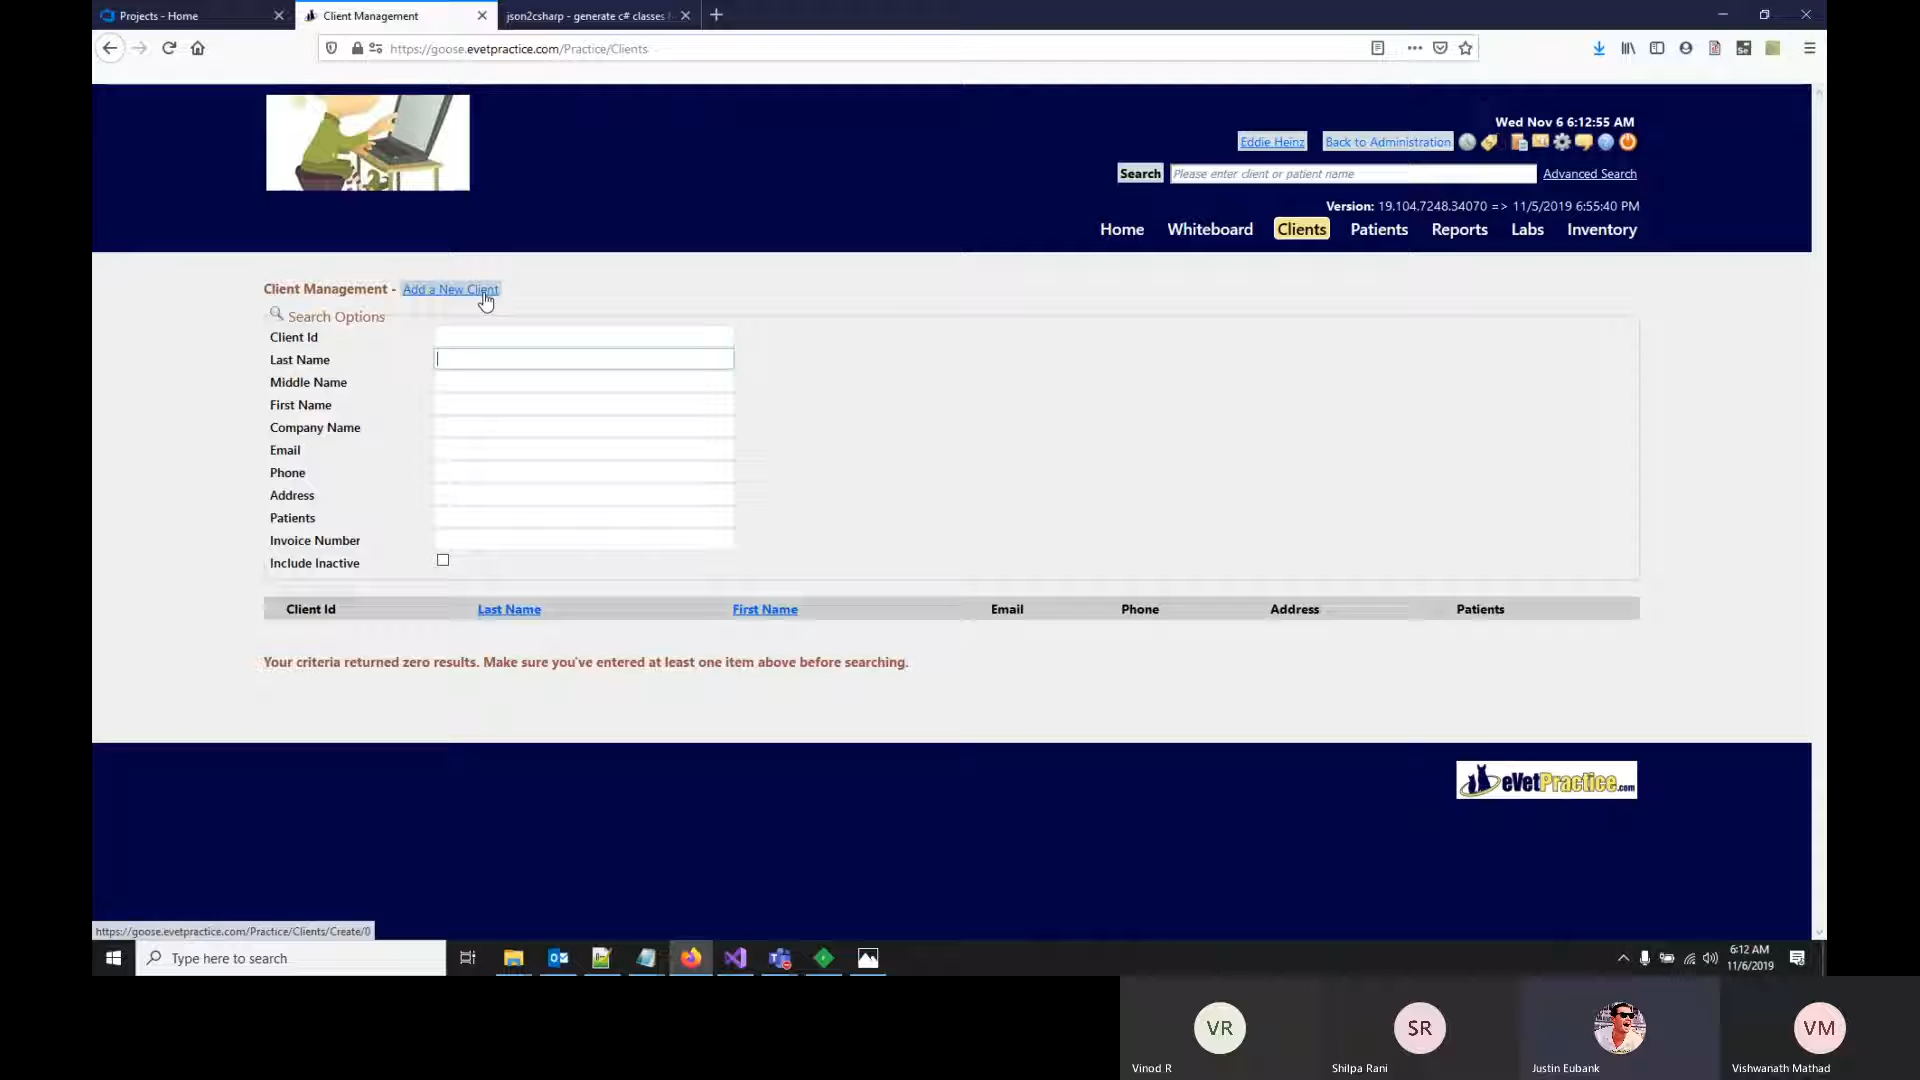 Projects - Home
Client Management
json2csharp - generate c# classes
https://goose.evetpractice.com/Practice/Clients
Wed Nov 6 6:12:55 AM
Eddie Heinz Back to Administration
Search Please enter client or patient name Advanced Search
Version: 19.104.7248.34070 => 11/5/2019 6:55:40 PM
Home Whiteboard Clients Patients Reports Labs Inventory
Client Management - Add a New Client
Search Options
Client Id
Last Name
Middle Name
First Name
Company Name
Email
Phone
Address
Patients
Invoice Number
Include Inactive
Client Id Last Name First Name Email Phone Address Patients
Your criteria returned zero results. Make sure you've entered at least one item above before searching.
eVetPractice.com
https://goose.evetpractice.com/Practice/Clients/Create/0
Type here to search
6:12 AM
11/6/2019
VR SR VM
Vinod R Shilpa Rani Justin Eubank Vishwanath Mathad